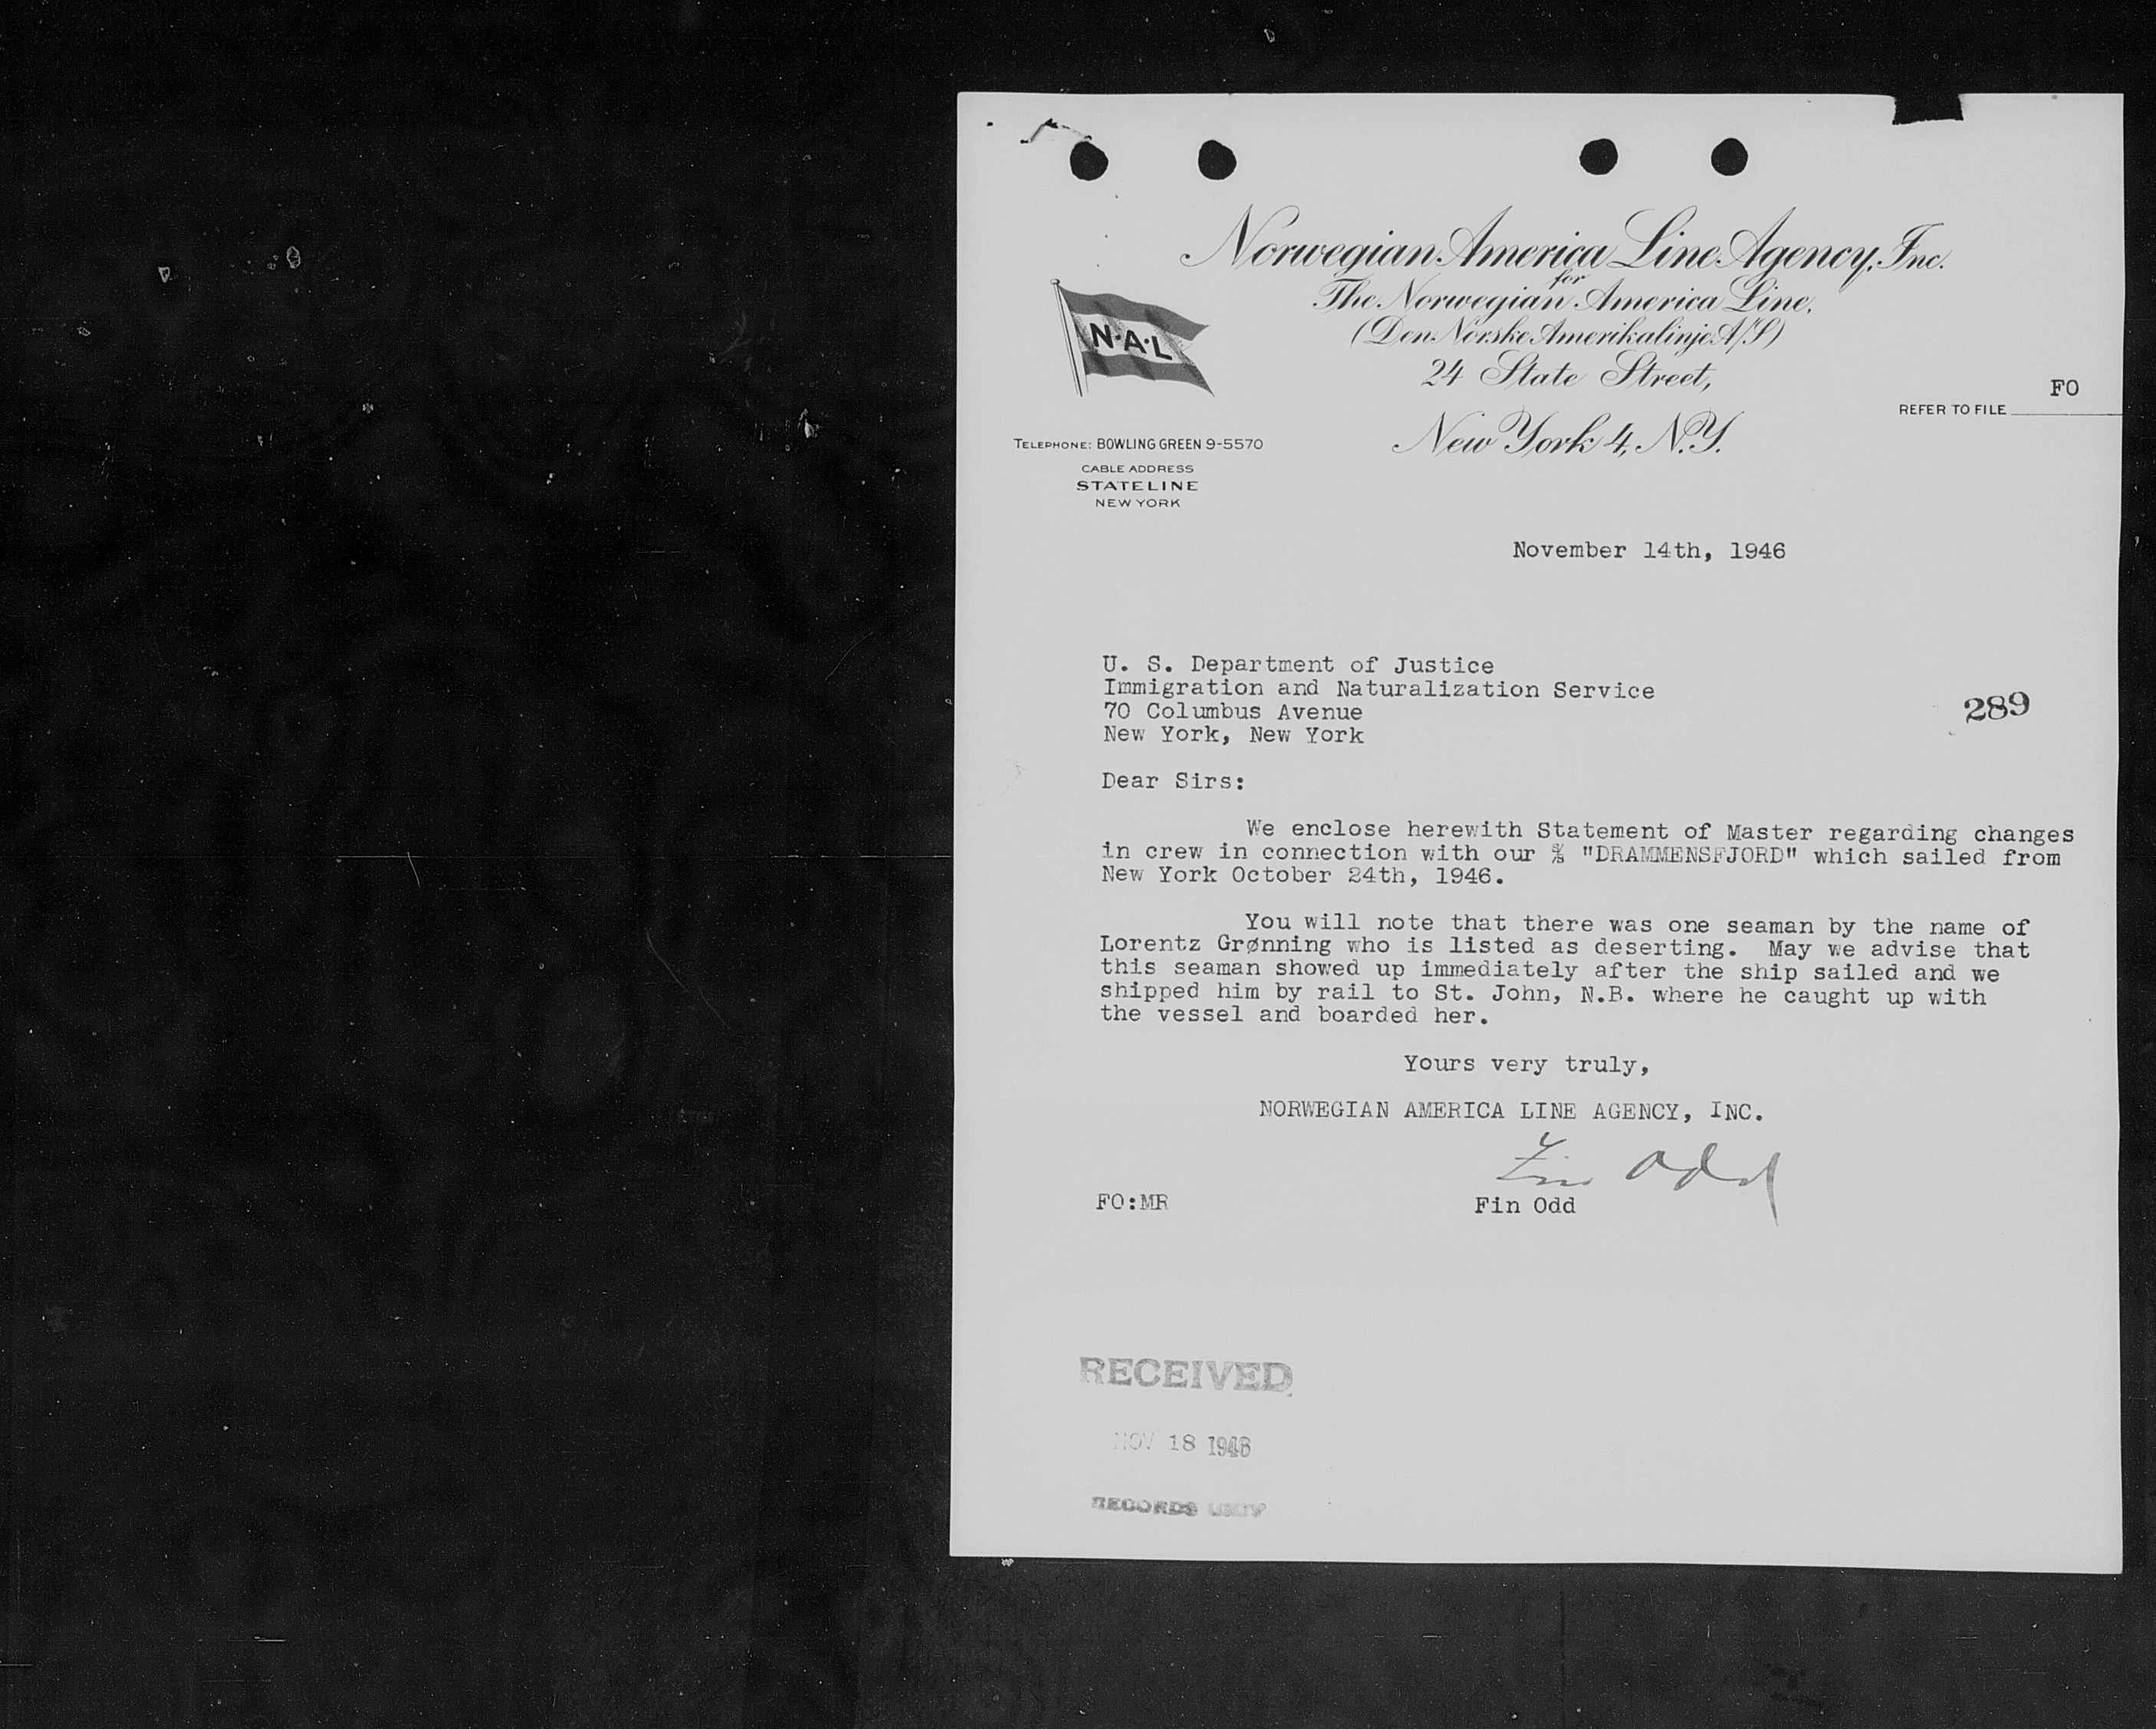 Norwegian America Line Agency, Inc.
for
The Norwegian America Line,
(Den Norske Amerikalinje A/S)
24 State Street,
New York 4, N.Y.
N·A·L
TELEPHONE: BOWLING GREEN 9-5570
CABLE ADDRESS
STATELINE
NEW YORK
REFER TO FILE FO
November 14th, 1946
U. S. Department of Justice
Immigration and Naturalization Service
70 Columbus Avenue
New York, New York
289
Dear Sirs:
We enclose herewith Statement of Master regarding changes
in crew in connection with our "DRAMMENSFJORD" which sailed from
New York October 24th, 1946.
You will note that there was one seaman by the name of
Lorentz Grønning who is listed as deserting. May we advise that
this seaman showed up immediately after the ship sailed and we
shipped him by rail to St. John, N.B. where he caught up with
the vessel and boarded her.
Yours very truly,
NORWEGIAN AMERICA LINE AGENCY, INC.
Fin Odd
FO:MR Fin Odd
RECEIVED
NOV 18 1946
RECORDS UNIT